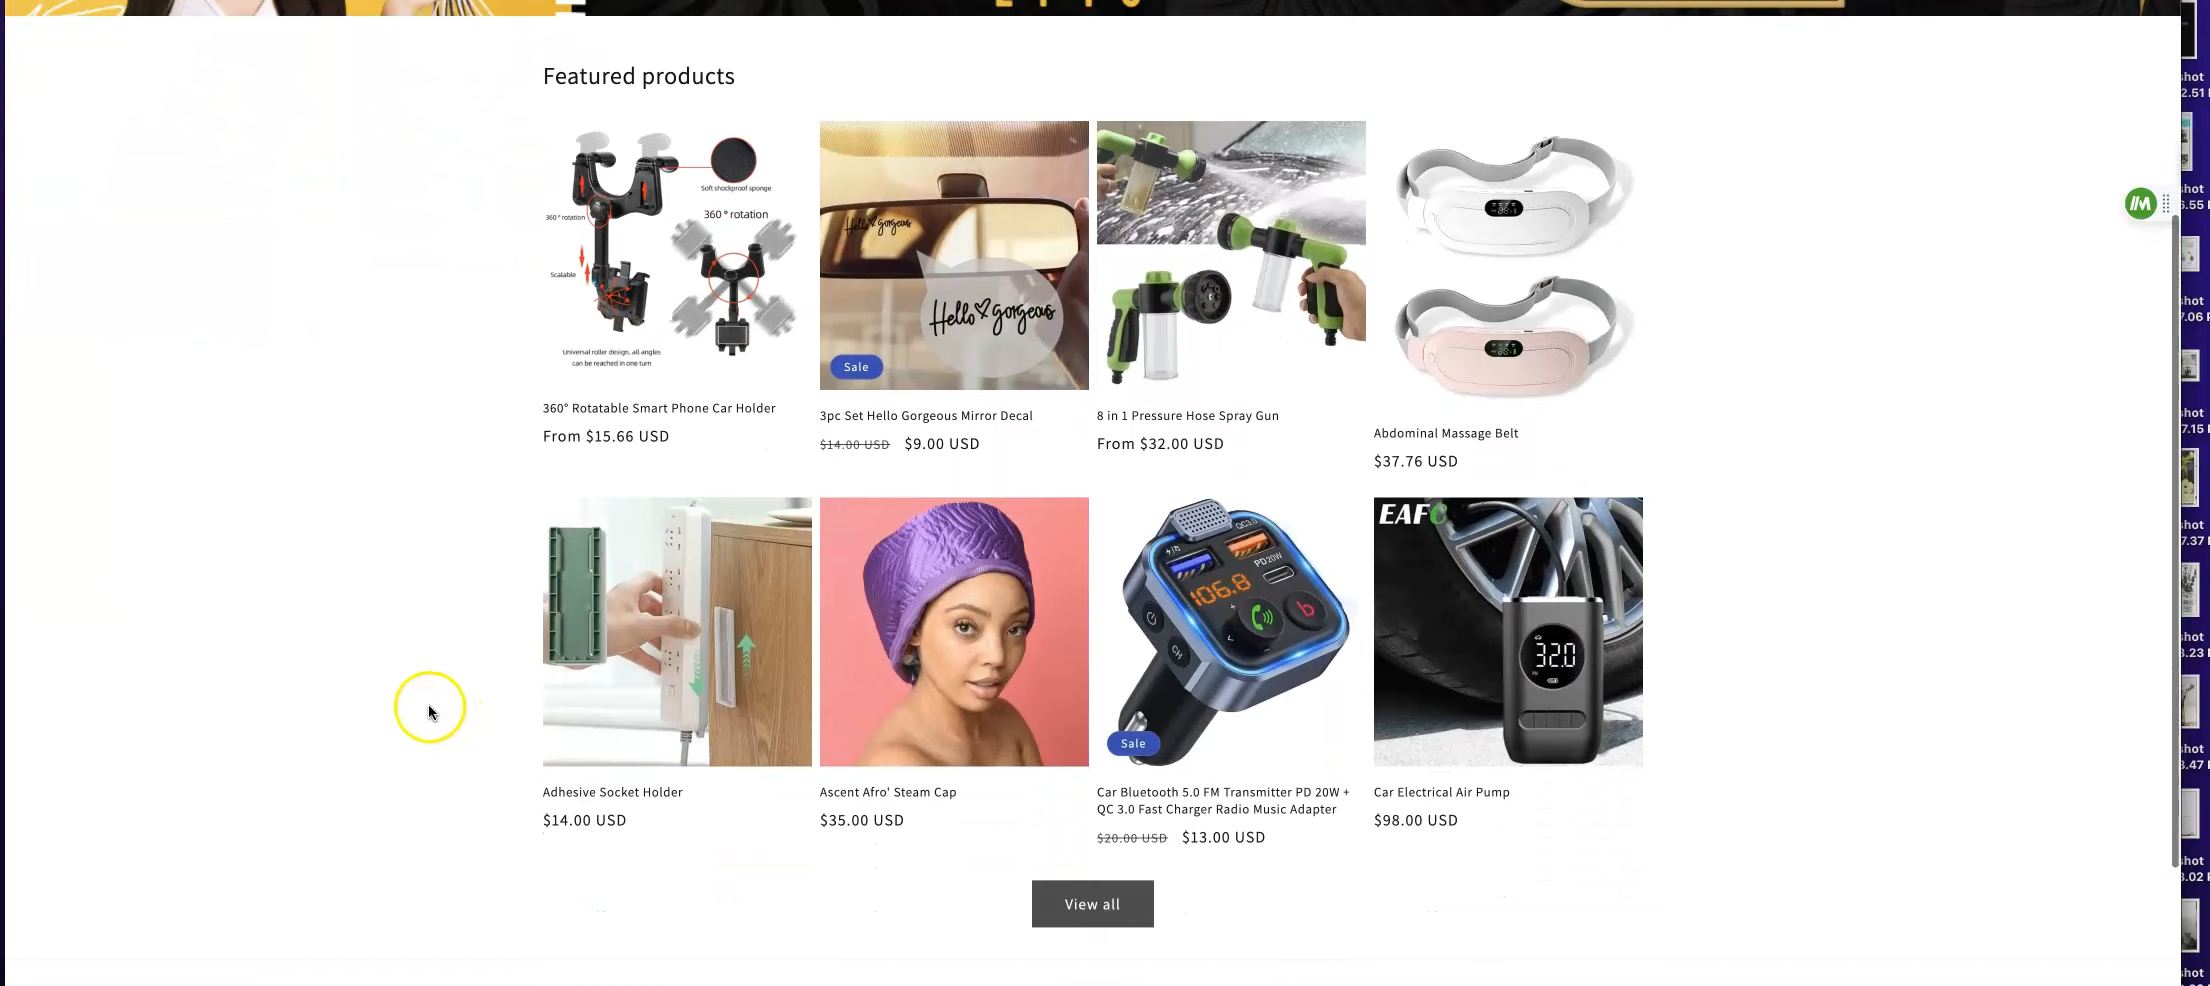 Featured products
Soft shockproof sponge
360 ° rotation
360 ° rotation
Scalable
Universal roller design, all angles
can be reached in one turn
Hello gorgeous
Hello gorgeous
Sale
360° Rotatable Smart Phone Car Holder
From $15.66 USD
3pc Set Hello Gorgeous Mirror Decal
$14.00 USD $9.00 USD
8 in 1 Pressure Hose Spray Gun
From $32.00 USD
Abdominal Massage Belt
$37.76 USD
QC3.0
PD20W
106.8
CH
Sale
EAFC
32.0
Adhesive Socket Holder
$14.00 USD
Ascent Afro' Steam Cap
$35.00 USD
Car Bluetooth 5.0 FM Transmitter PD 20W +
QC 3.0 Fast Charger Radio Music Adapter
$20.00 USD $13.00 USD
Car Electrical Air Pump
$98.00 USD
View all